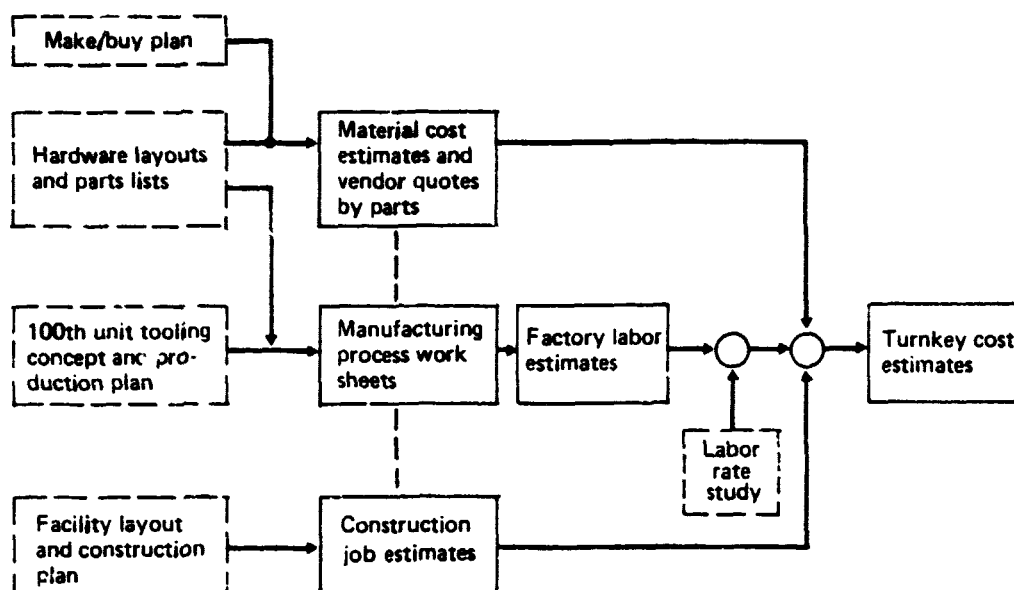 Make/buy plan
Hardware layouts
and parts lists
Material cost
estimates and
vendor quotes
by parts
100th unit tooling
concept and pro-
duction plan
Manufacturing
process work
sheets
Factory labor
estimates
Turnkey cost
estimates
Labor
rate
study
Facility layout
and construction
plan
Construction
job estimates